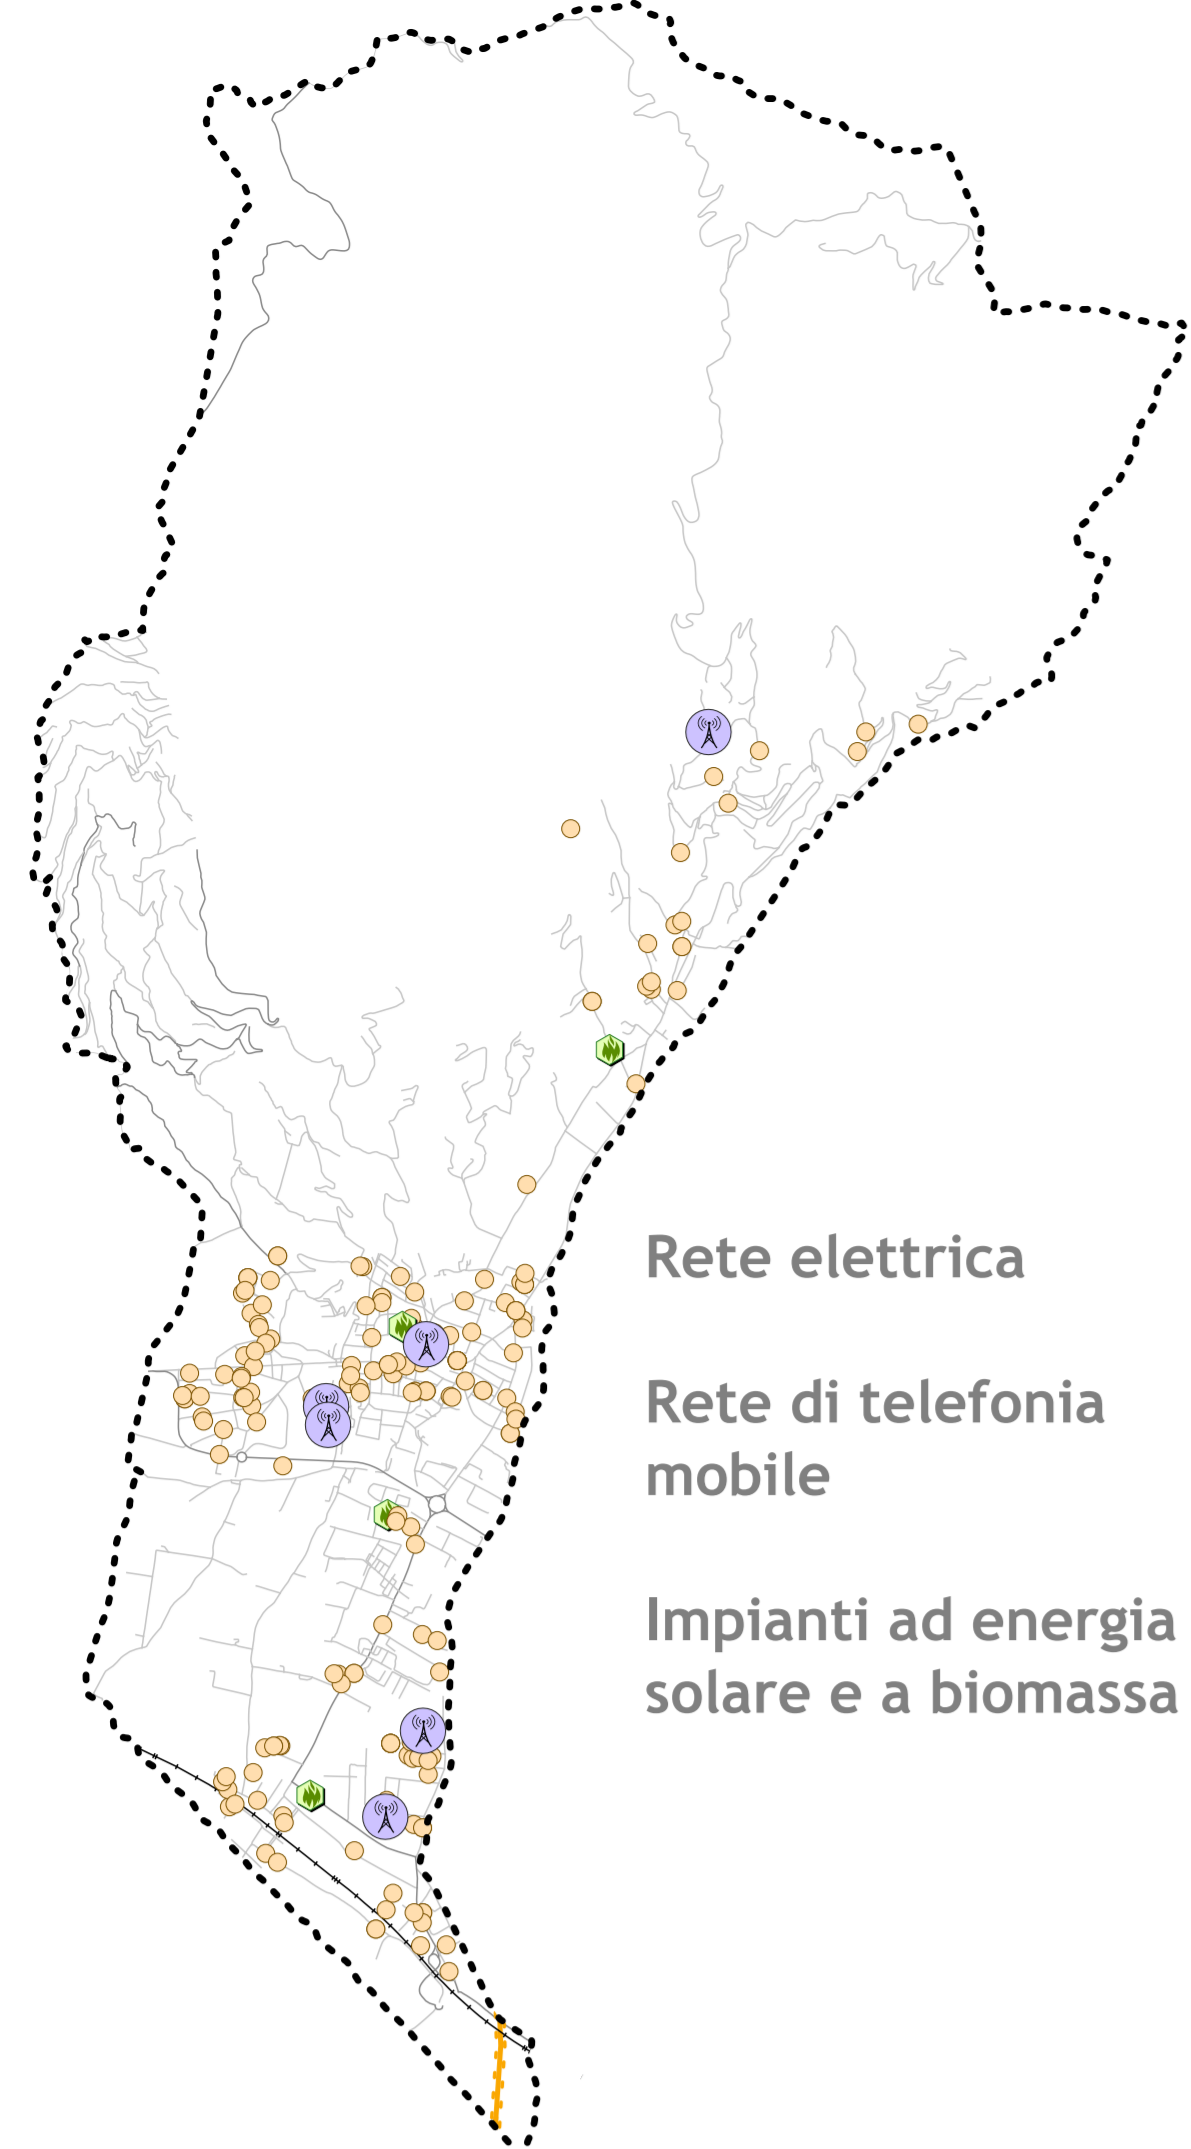 Rete elettrica
Rete di telefonia
mobile
Impianti ad energia
solare e a biomassa